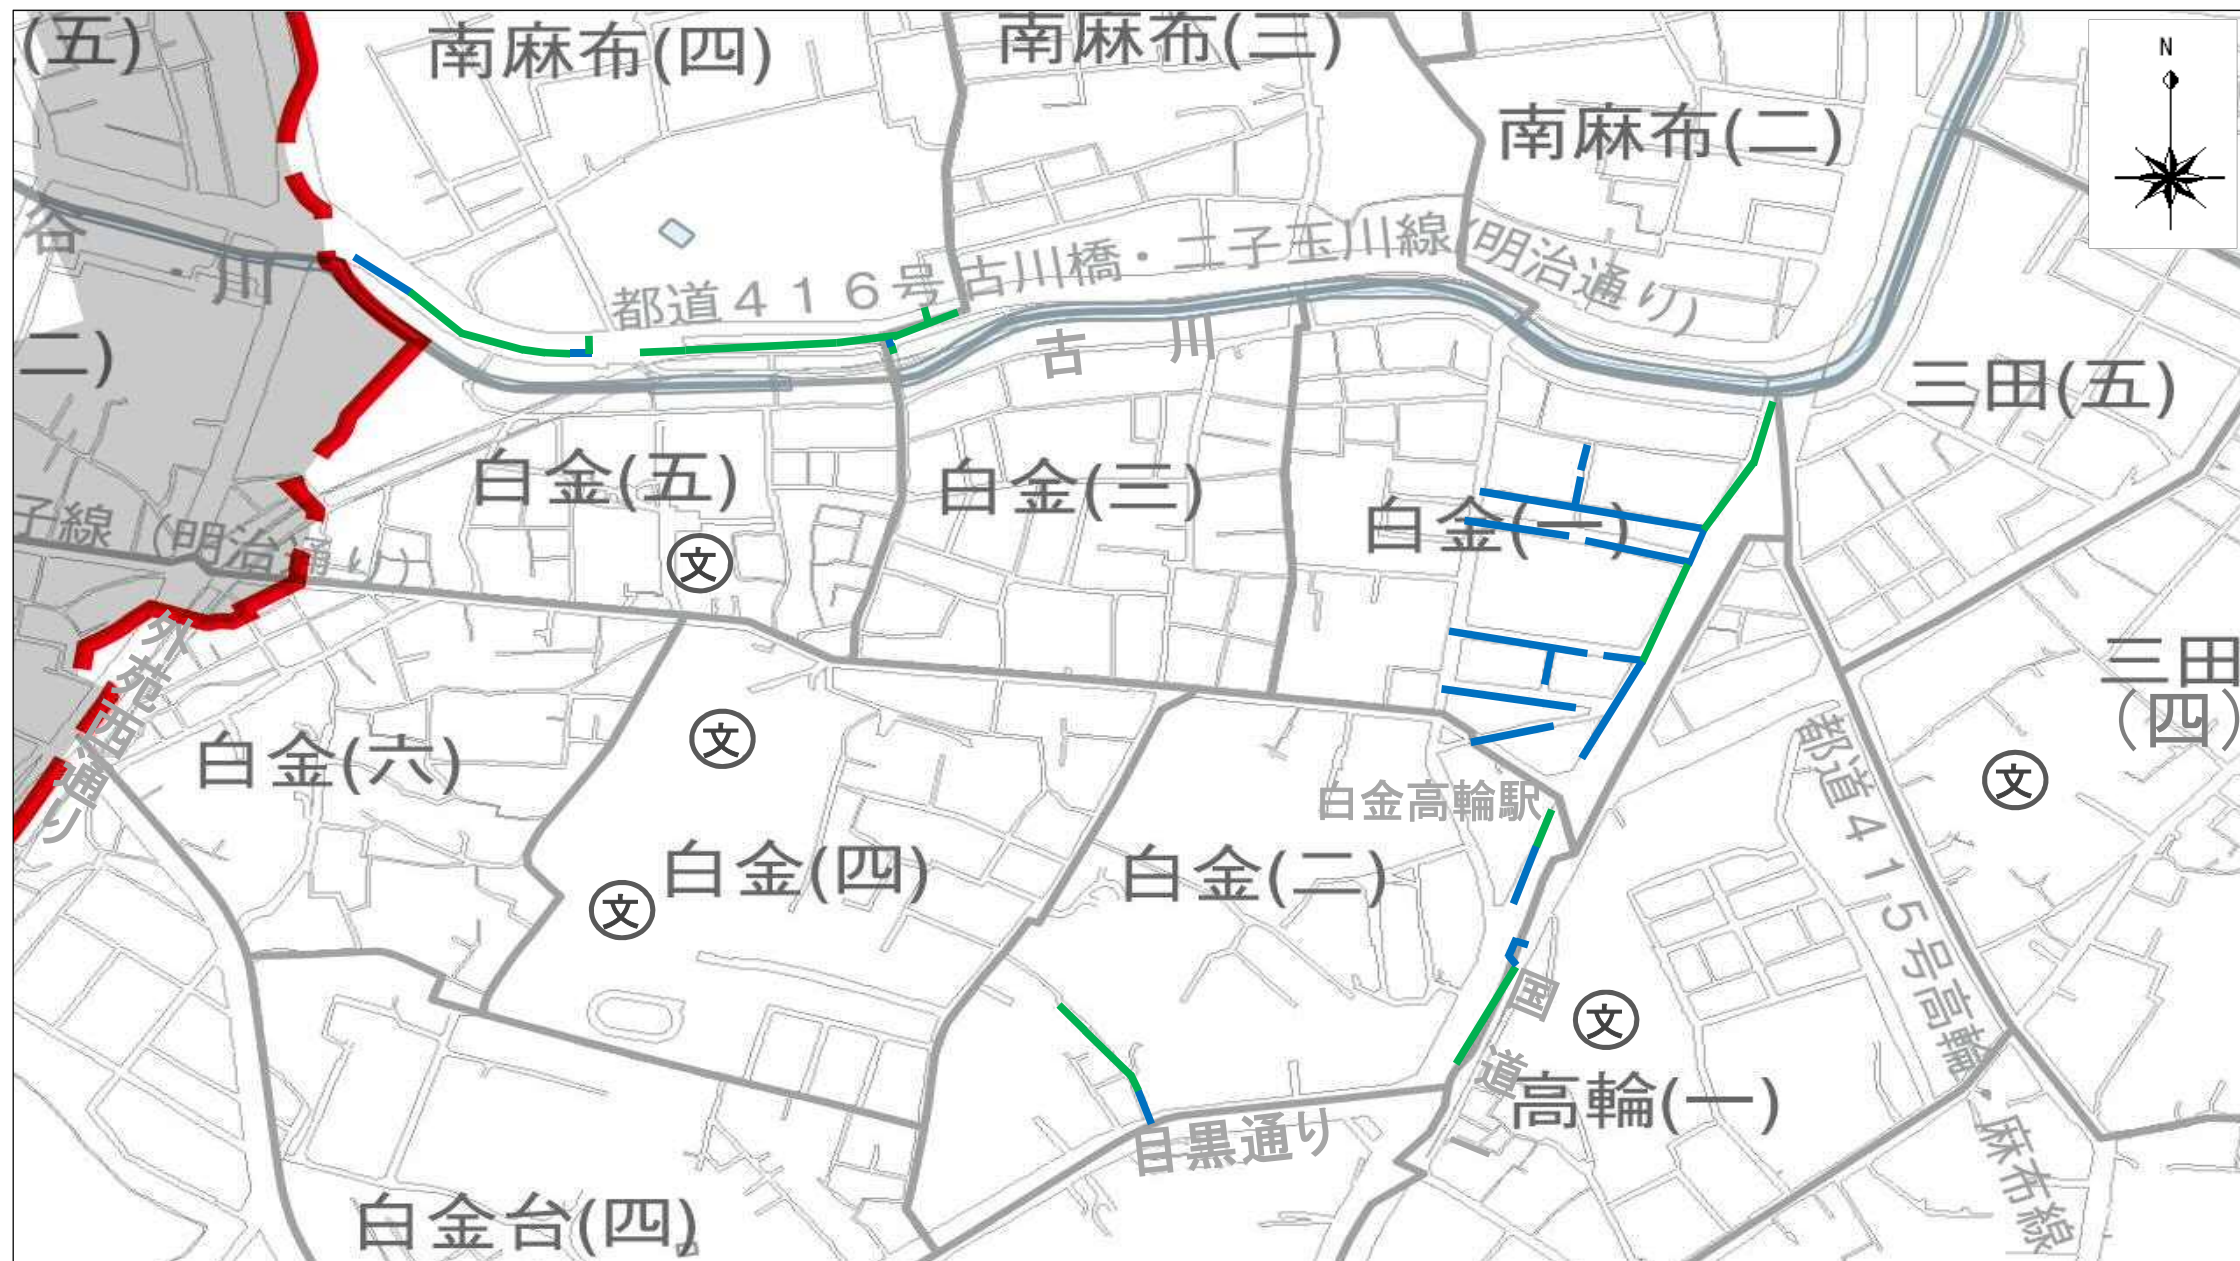 (五)
南麻布(四)
南麻布(三)
南麻布(二)
N
谷
川
都道416号古川橋・二子玉川線(明治通り)
古川
二)
三田(五)
白金(五)
白金(三)
白金(一)
子線(明治通り)
文
外苑西通り
三田
(四)
文
白金(六)
文
白金高輪駅
都道415号高輪・麻布線
白金(四)
白金(二)
文
国道
文
高輪(一)
目黒通り
白金台(四)